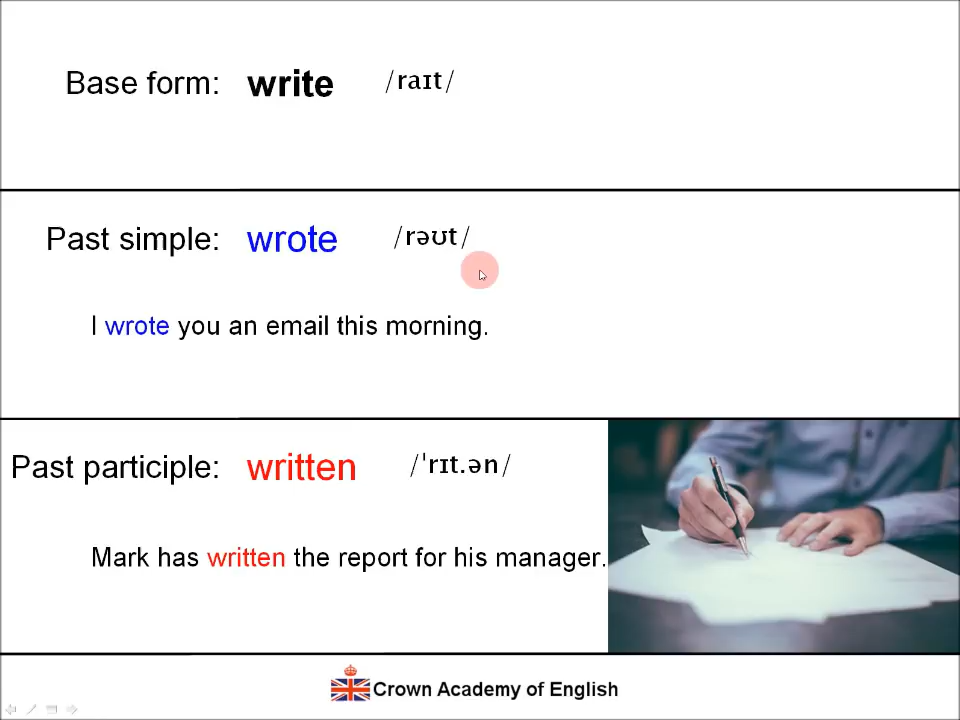 Base form: write /raɪt/
Past simple: wrote /rəʊt/
I wrote you an email this morning.
Past participle: written /ˈrɪt.ən/
Mark has written the report for his manager.
Crown Academy of English